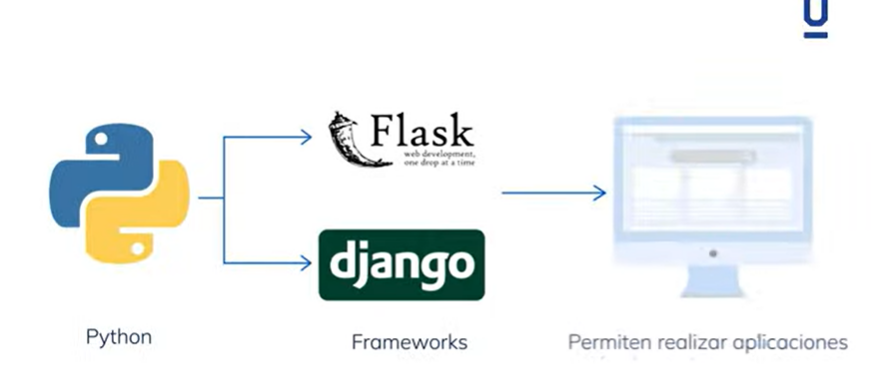 Flask
web development,
one drop at a time
django
Python
Frameworks
Permiten realizar aplicaciones